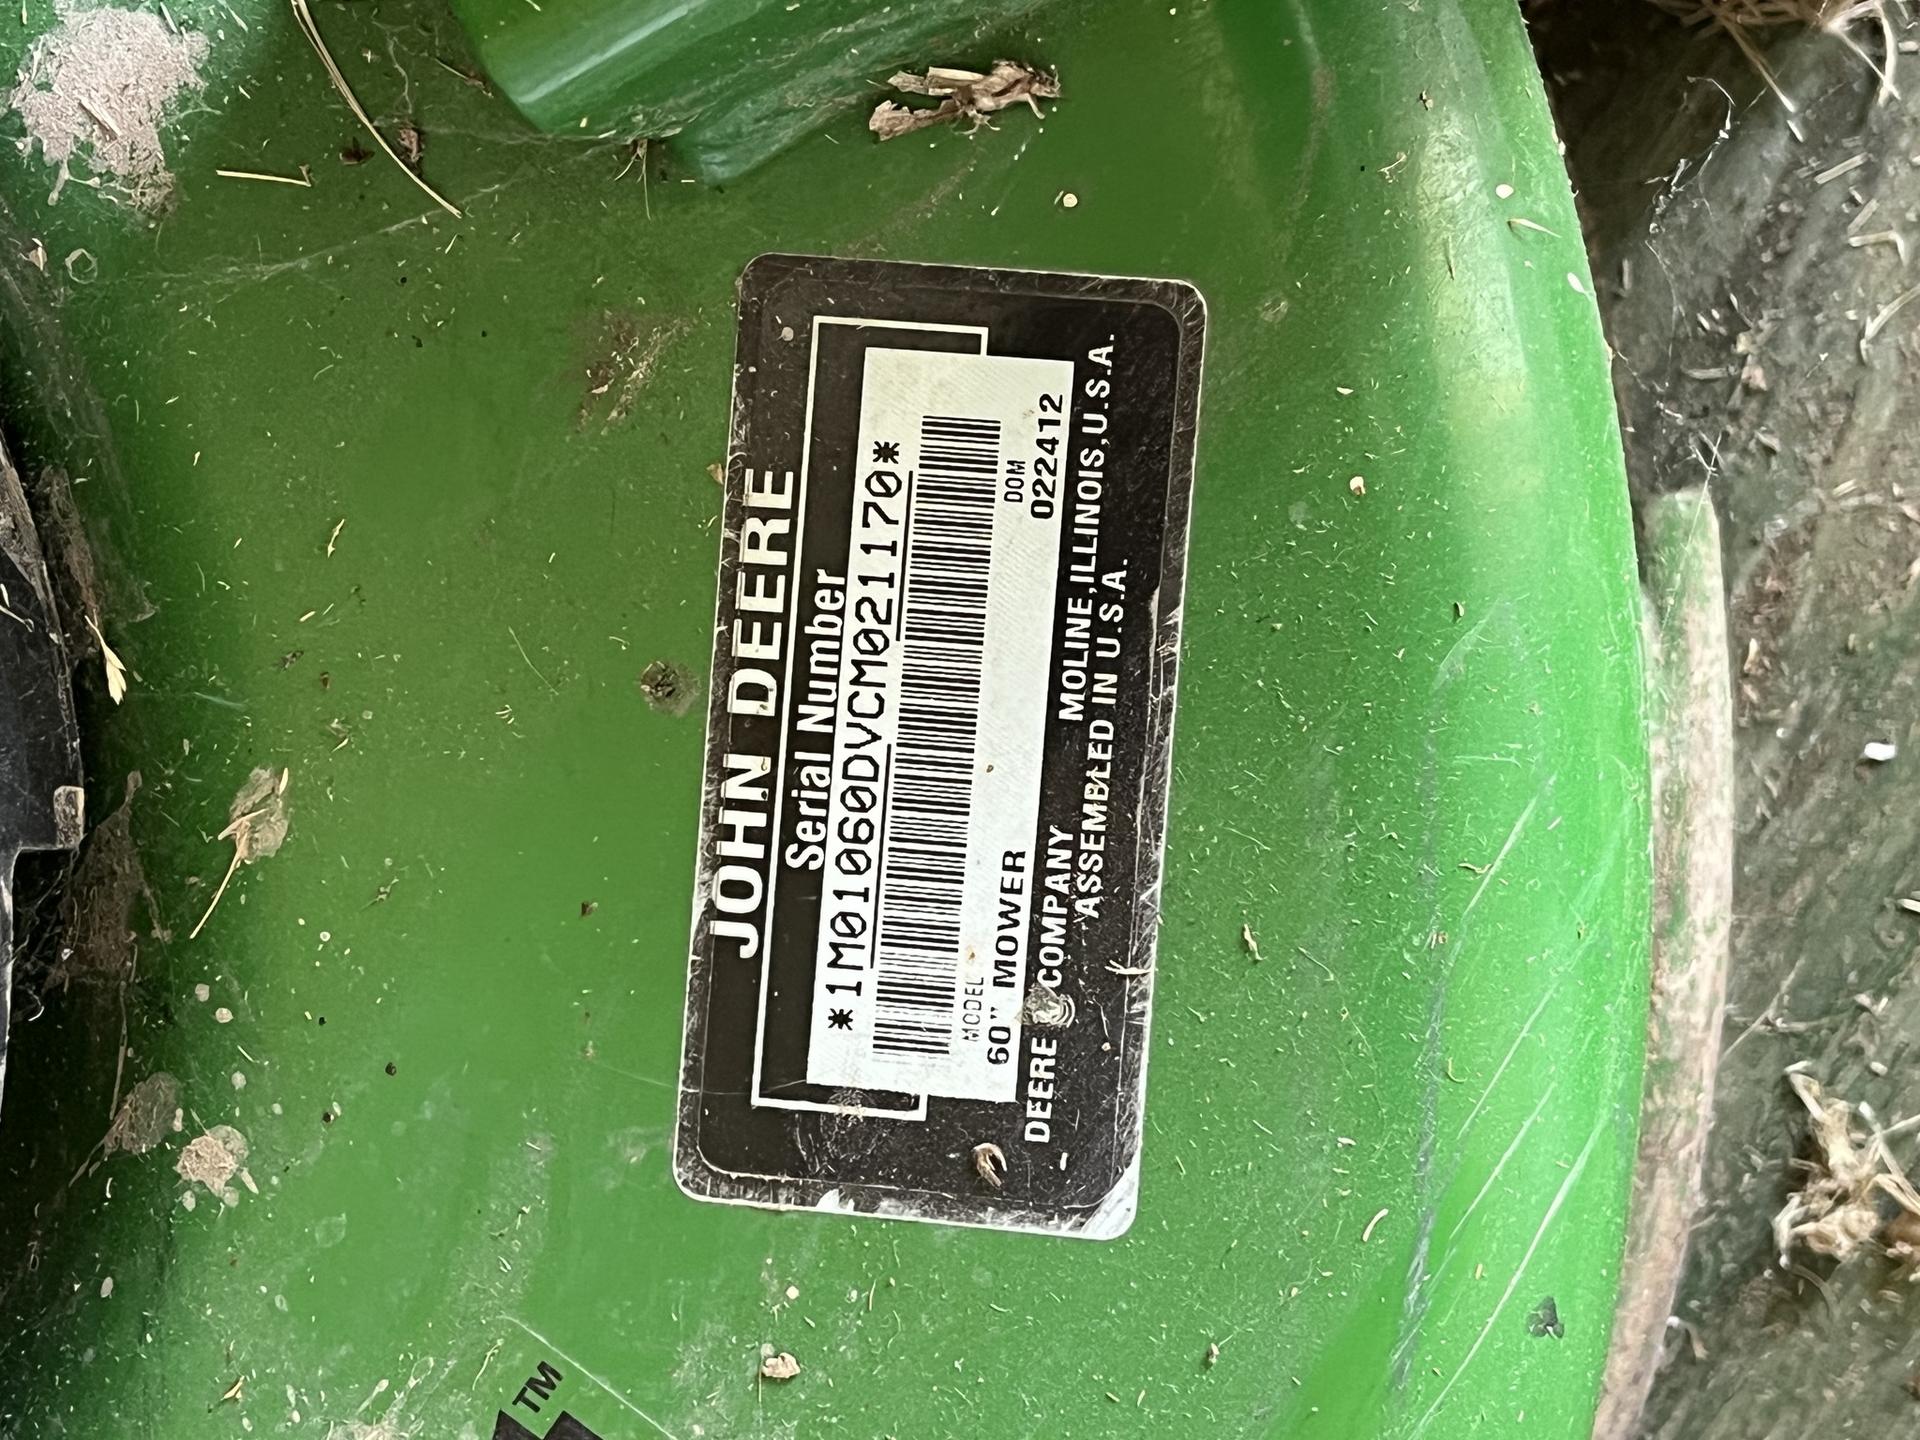 JOHN DEERE
Serial Number
*1M01060DVCM021170*
MODEL DOM
60" MOWER 022412
DEERE & COMPANY MOLINE, ILLINOIS, U.S.A.
ASSEMBLED IN U.S.A.
TM